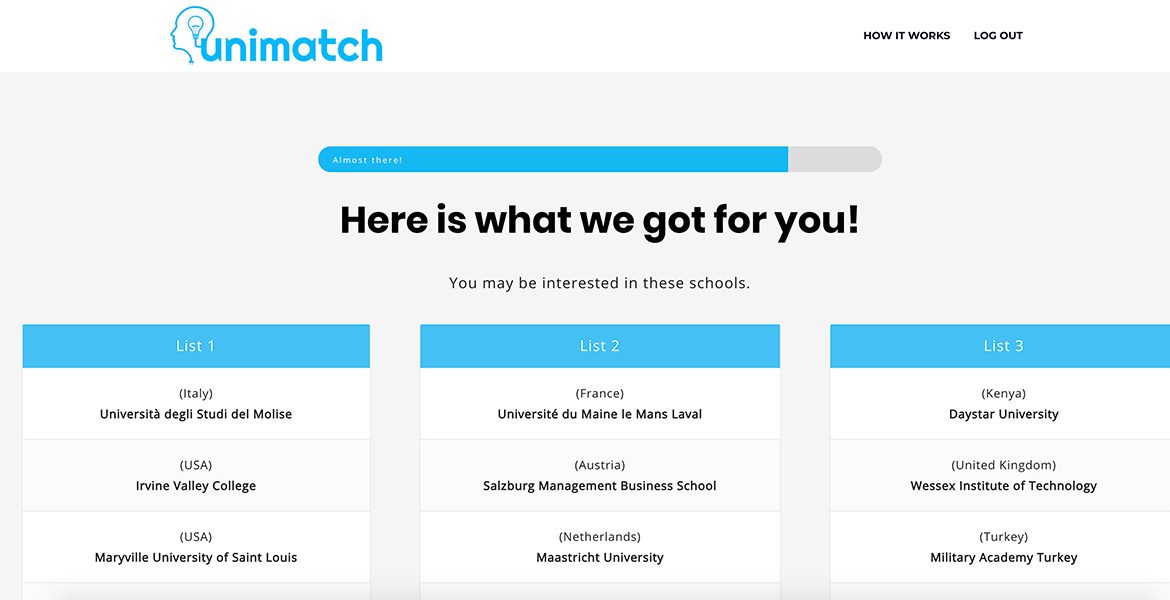 unimatch
HOW IT WORKS
LOG OUT
Almost there!
Here is what we got for you!
You may be interested in these schools.
List 1
(Italy)
Università degli Studi del Molise
(USA)
Irvine Valley College
(USA)
Maryville University of Saint Louis
List 2
(France)
Université du Maine le Mans Laval
(Austria)
Salzburg Management Business School
(Netherlands)
Maastricht University
List 3
(Kenya)
Daystar University
(United Kingdom)
Wessex Institute of Technology
(Turkey)
Military Academy Turkey